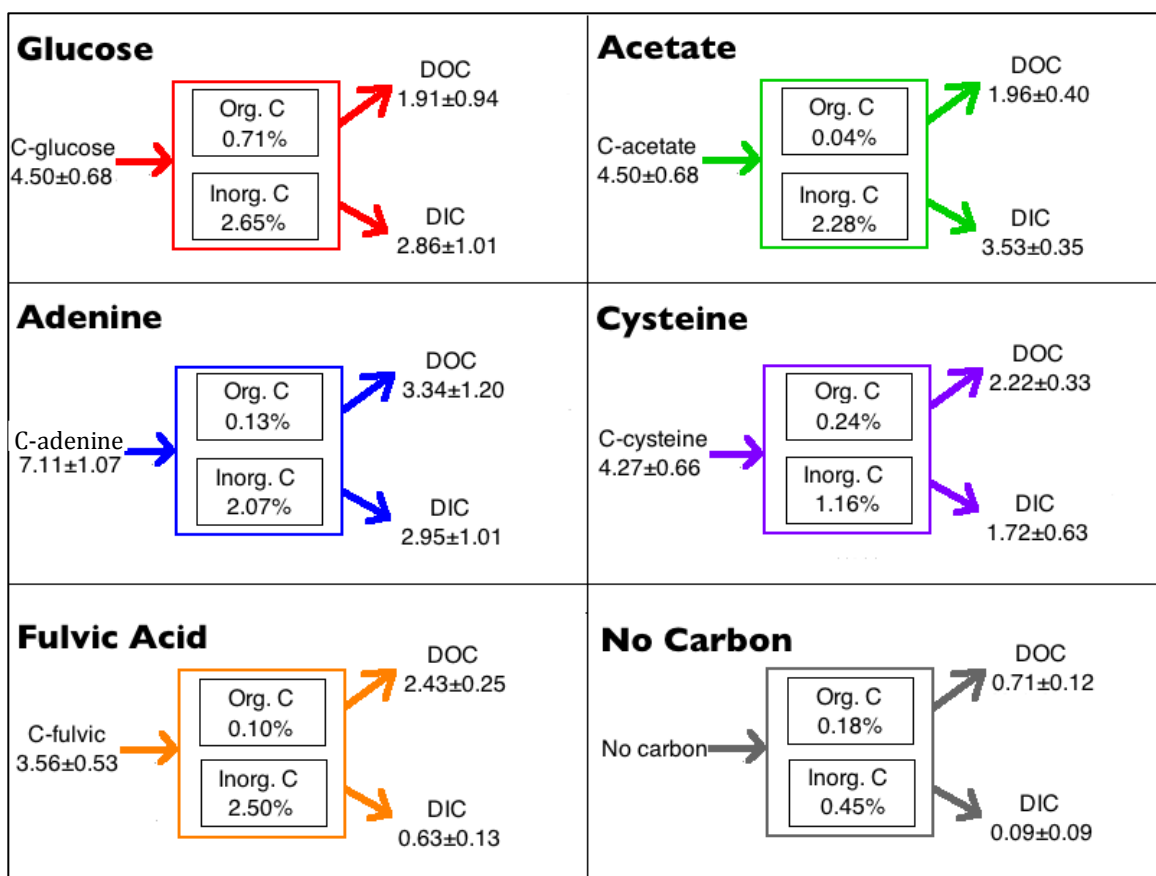 Glucose
C-glucose
4.50±0.68
Org. C
0.71%
Inorg. C
2.65%
DOC
1.91±0.94
DIC
2.86±1.01
Acetate
C-acetate
4.50±0.68
Org. C
0.04%
Inorg. C
2.28%
DOC
1.96±0.40
DIC
3.53±0.35
Adenine
C-adenine
7.11±1.07
Org. C
0.13%
Inorg. C
2.07%
DOC
3.34±1.20
DIC
2.95±1.01
Cysteine
C-cysteine
4.27±0.66
Org. C
0.24%
Inorg. C
1.16%
DOC
2.22±0.33
DIC
1.72±0.63
Fulvic Acid
C-fulvic
3.56±0.53
Org. C
0.10%
Inorg. C
2.50%
DOC
2.43±0.25
DIC
0.63±0.13
No Carbon
No carbon
Org. C
0.18%
Inorg. C
0.45%
DOC
0.71±0.12
DIC
0.09±0.09